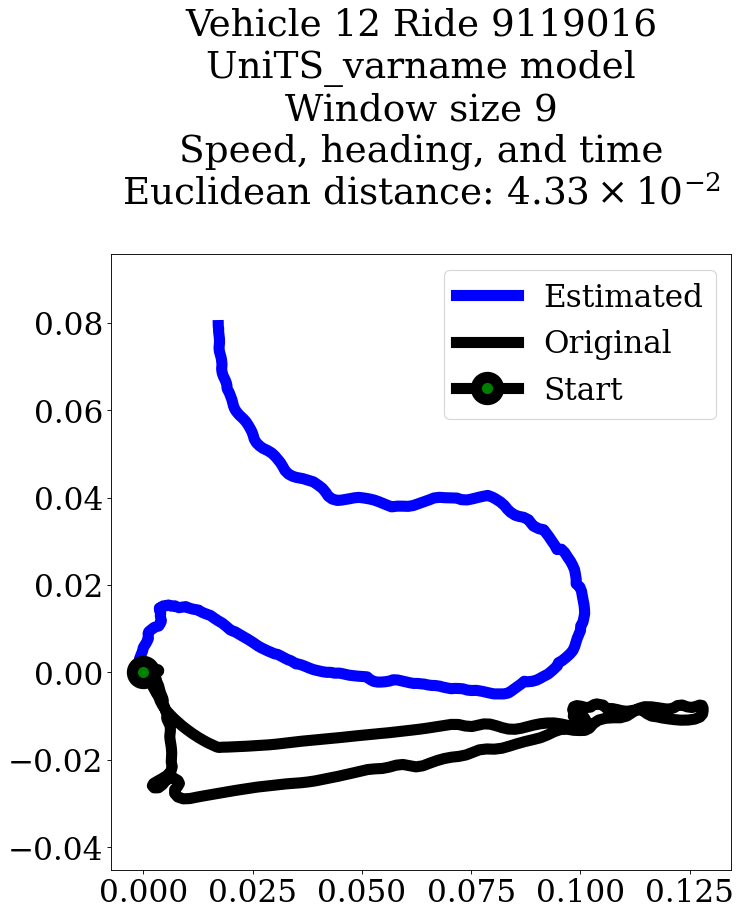 Vehicle 12 Ride 9119016
UniTS_varname model
Window size 9
Speed, heading, and time
Euclidean distance: 4.33 × 10⁻²
Estimated
Original
Start
0.08
0.06
0.04
0.02
0.00
−0.02
−0.04
0.000 0.025 0.050 0.075 0.100 0.125